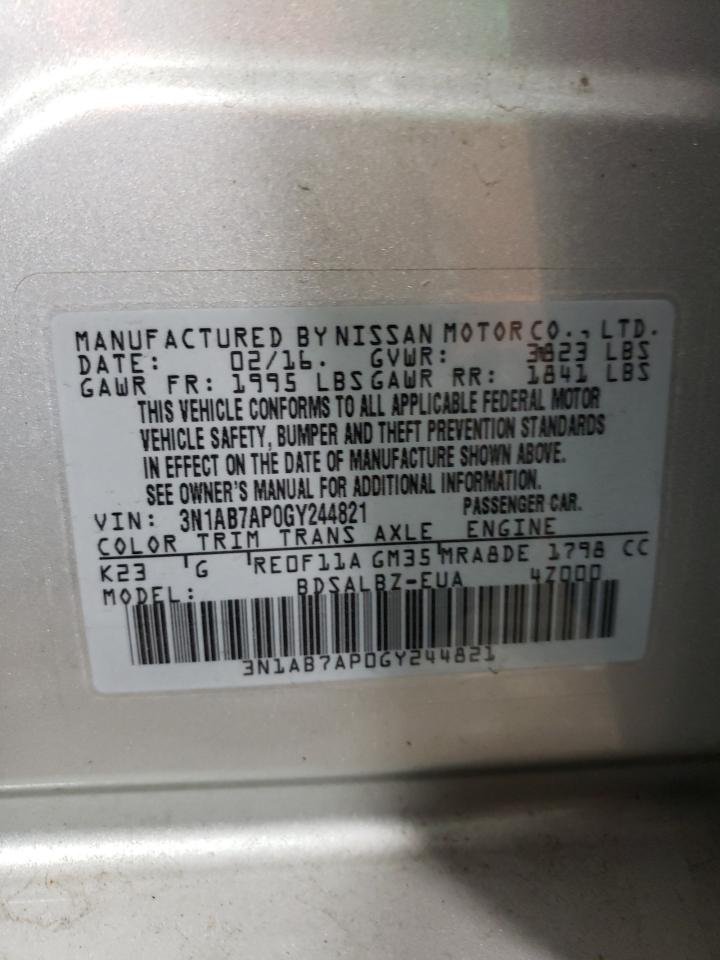 MANUFACTURED BY NISSAN MOTOR CO., LTD.
DATE: 02/16. GVWR: 3823 LBS
GAWR FR: 1995 LBS GAWR RR: 1841 LBS
THIS VEHICLE CONFORMS TO ALL APPLICABLE FEDERAL MOTOR
VEHICLE SAFETY, BUMPER AND THEFT PREVENTION STANDARDS
IN EFFECT ON THE DATE OF MANUFACTURE SHOWN ABOVE.
SEE OWNER'S MANUAL FOR ADDITIONAL INFORMATION.
VIN: 3N1AB7AP0GY244821 PASSENGER CAR.
COLOR TRIM TRANS AXLE ENGINE
K23 G RE0F11A GM35 MRA8DE 1798 CC
MODEL: BDSALBZ-EUA 4Z000
3N1AB7AP0GY244821